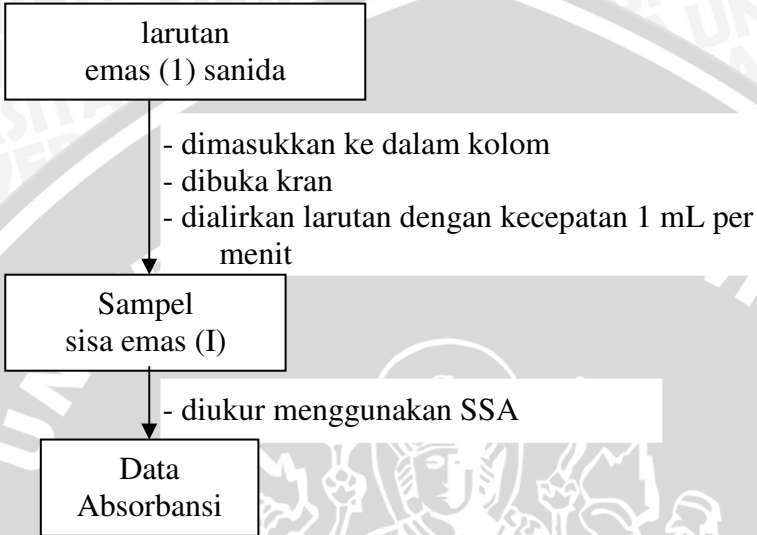 larutan
emas (1) sanida
- dimasukkan ke dalam kolom
- dibuka kran
- dialirkan larutan dengan kecepatan 1 mL per
menit
Sampel
sisa emas (I)
- diukur menggunakan SSA
Data
Absorbansi